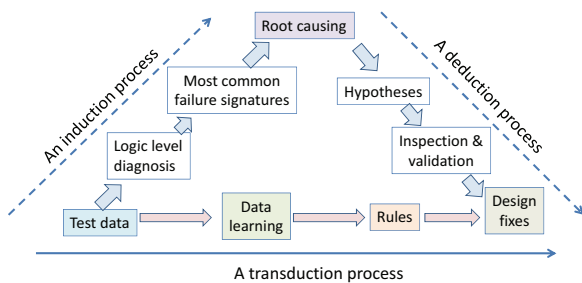 Root causing
An induction process
A deduction process
Most common
failure signatures
Hypotheses
Logic level
diagnosis
Inspection &
validation
Test data
Data
learning
Rules
Design
fixes
A transduction process